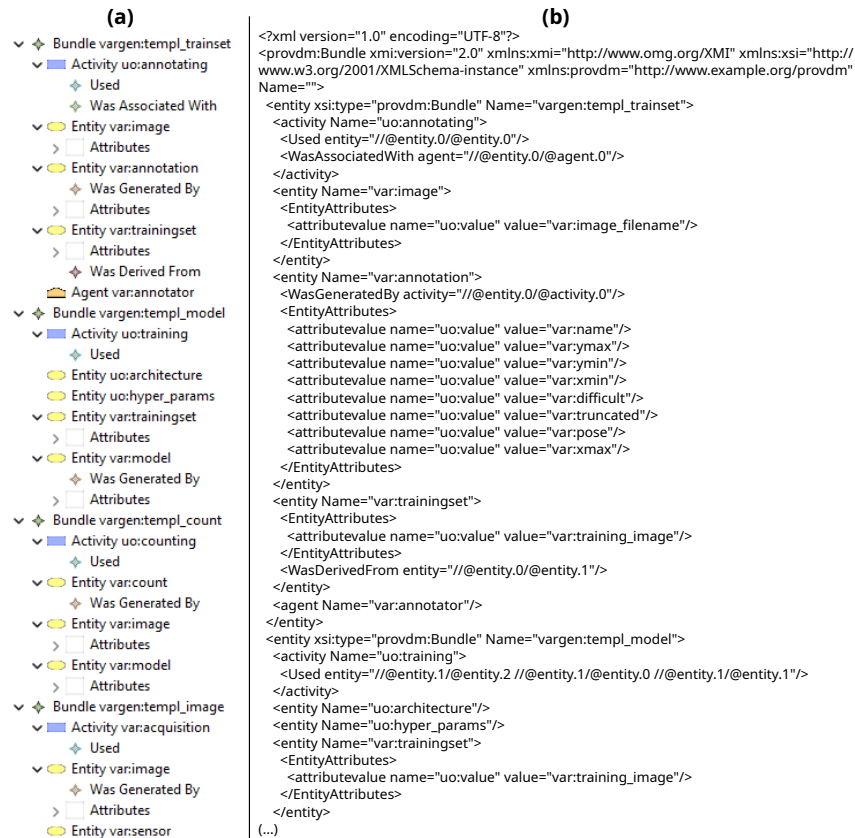 (a)
Bundle vargen:templ_trainset
Activity uo:annotating
Used
Was Associated With
Entity var:image
Attributes
Entity var:annotation
Was Generated By
Attributes
Entity var:trainingset
Attributes
Was Derived From
Agent var:annotator
Bundle vargen:templ_model
Activity uo:training
Used
Entity uo:architecture
Entity uo:hyper_params
Entity var:trainingset
Attributes
Entity var:model
Was Generated By
Attributes
Bundle vargen:templ_count
Activity uo:counting
Used
Entity var:count
Was Generated By
Entity var:image
Attributes
Entity var:model
Attributes
Bundle vargen:templ_image
Activity var:acquisition
Used
Entity var:image
Was Generated By
Attributes
Entity var:sensor
(b)
<?xml version="1.0" encoding="UTF-8"?>
<provdm:Bundle xmi:version="2.0" xmlns:xmi="http://www.omg.org/XMI" xmlns:xsi="http://
www.w3.org/2001/XMLSchema-instance" xmlns:provdm="http://www.example.org/provdm"
Name="">
<entity xsi:type="provdm:Bundle" Name="vargen:templ_trainset">
<activity Name="uo:annotating">
<Used entity="//@entity.0/@entity.0"/>
<WasAssociatedWith agent="//@entity.0/@agent.0"/>
</activity>
<entity Name="var:image">
<EntityAttributes>
<attributevalue name="uo:value" value="var:image_filename"/>
</EntityAttributes>
</entity>
<entity Name="var:annotation">
<WasGeneratedBy activity="//@entity.0/@activity.0"/>
<EntityAttributes>
<attributevalue name="uo:value" value="var:name"/>
<attributevalue name="uo:value" value="var:ymax"/>
<attributevalue name="uo:value" value="var:ymin"/>
<attributevalue name="uo:value" value="var:xmin"/>
<attributevalue name="uo:value" value="var:difficult"/>
<attributevalue name="uo:value" value="var:truncated"/>
<attributevalue name="uo:value" value="var:pose"/>
<attributevalue name="uo:value" value="var:xmax"/>
</EntityAttributes>
</entity>
<entity Name="var:trainingset">
<EntityAttributes>
<attributevalue name="uo:value" value="var:training_image"/>
</EntityAttributes>
<WasDerivedFrom entity="//@entity.0/@entity.1"/>
</entity>
<agent Name="var:annotator"/>
</entity>
<entity xsi:type="provdm:Bundle" Name="vargen:templ_model">
<activity Name="uo:training">
<Used entity="//@entity.1/@entity.2 //@entity.1/@entity.0 //@entity.1/@entity.1"/>
</activity>
<entity Name="uo:architecture"/>
<entity Name="uo:hyper_params"/>
<entity Name="var:trainingset">
<EntityAttributes>
<attributevalue name="uo:value" value="var:training_image"/>
</EntityAttributes>
</entity>
(...)